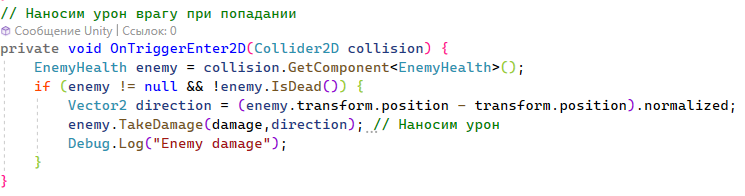 // Наносим урон врагу при попадании
Сообщение Unity | Ссылок: 0
private void OnTriggerEnter2D(Collider2D collision) {
    EnemyHealth enemy = collision.GetComponent<EnemyHealth>();
    if (enemy != null && !enemy.IsDead()) {
        Vector2 direction = (enemy.transform.position - transform.position).normalized;
        enemy.TakeDamage(damage,direction); // Наносим урон
        Debug.Log("Enemy damage");
    }
}